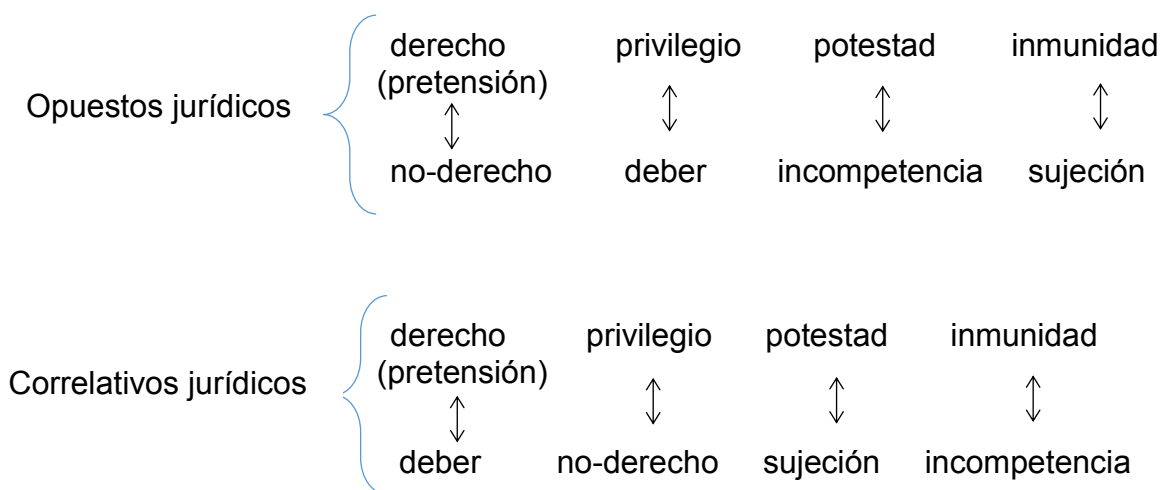 derecho privilegio potestad inmunidad
(pretensión)
Opuestos jurídicos
no-derecho deber incompetencia sujeción
derecho privilegio potestad inmunidad
(pretensión)
Correlativos jurídicos
deber no-derecho sujeción incompetencia